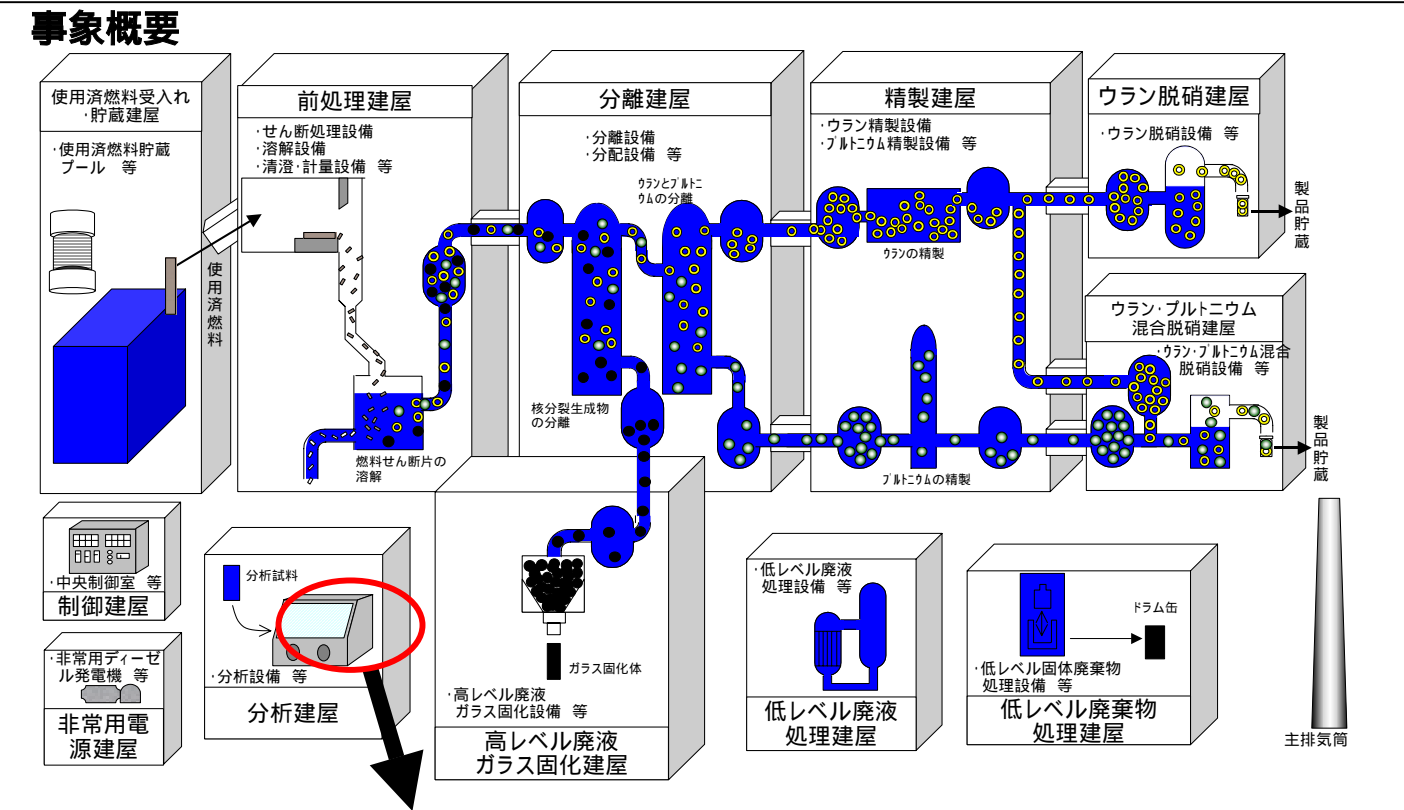 事象概要
使用済燃料受入れ
・貯蔵建屋
・使用済燃料貯蔵
プール 等
使用済燃料
前処理建屋
・せん断処理設備
・溶解設備
・清澄・計量設備 等
燃料せん断片の
溶解
分離建屋
・分離設備
・分配設備 等
ウランとプルトニ
ウムの分離
核分裂生成物
の分離
精製建屋
・ウラン精製設備
・プルトニウム精製設備 等
ウランの精製
プルトニウムの精製
ウラン脱硝建屋
・ウラン脱硝設備 等
製品貯蔵
ウラン・プルトニウム
混合脱硝建屋
・ウラン・プルトニウム混合
脱硝設備 等
製品貯蔵
・中央制御室 等
制御建屋
・非常用ディーゼ
ル発電機 等
非常用電
源建屋
分析試料
・分析設備 等
分析建屋
ガラス固化体
・高レベル廃液
ガラス固化設備 等
高レベル廃液
ガラス固化建屋
・低レベル廃液
処理設備 等
低レベル廃液
処理建屋
ドラム缶
・低レベル固体廃棄物
処理設備 等
低レベル廃棄物
処理建屋
主排気筒